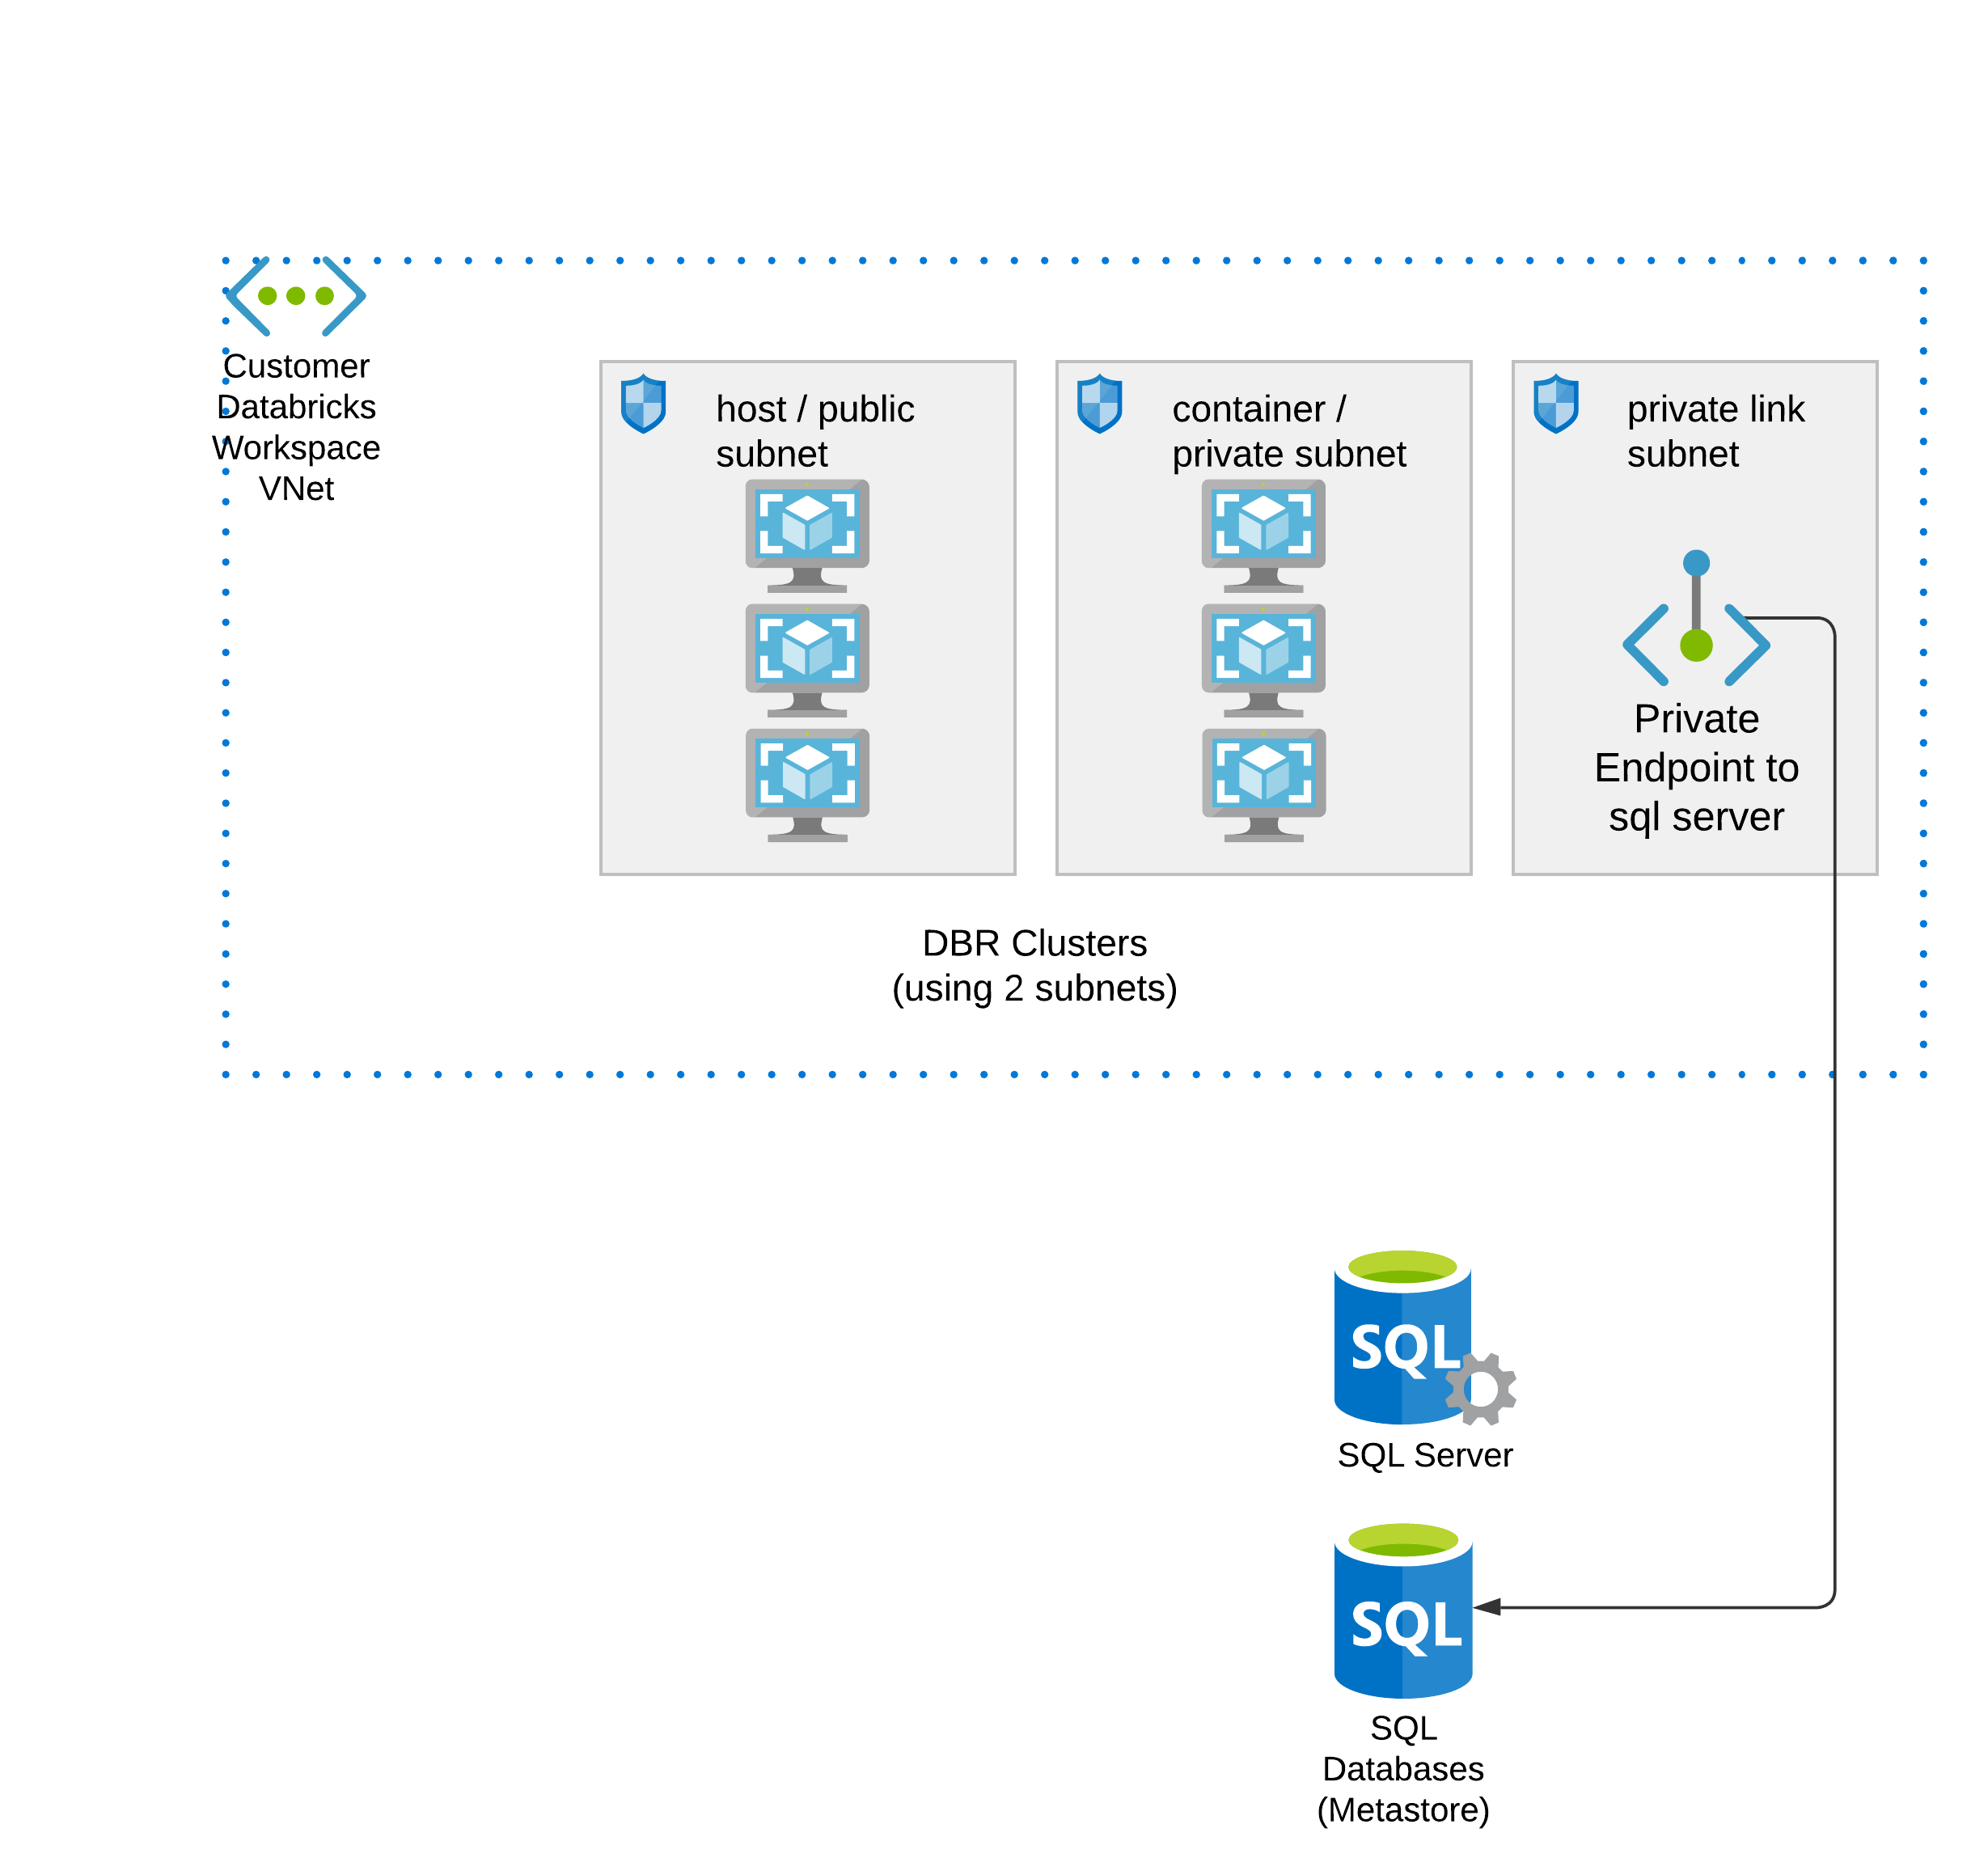 Customer
Databricks
Workspace
VNet
host / public
subnet
container /
private subnet
private link
subnet
Private
Endpoint to
sql server
DBR Clusters
(using 2 subnets)
SQL
SQL Server
SQL
SQL
Databases
(Metastore)